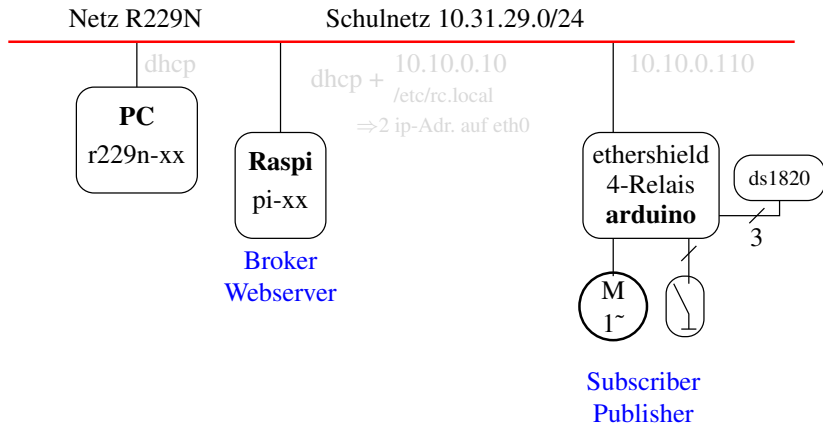 Netz R229N
Schulnetz 10.31.29.0/24
dhcp
dhcp + 10.10.0.10
/etc/rc.local
⇒2 ip-Adr. auf eth0
10.10.0.110
PC
r229n-xx
Raspi
pi-xx
Broker
Webserver
ethershield
4-Relais
arduino
ds1820
3
M
1~
Subscriber
Publisher